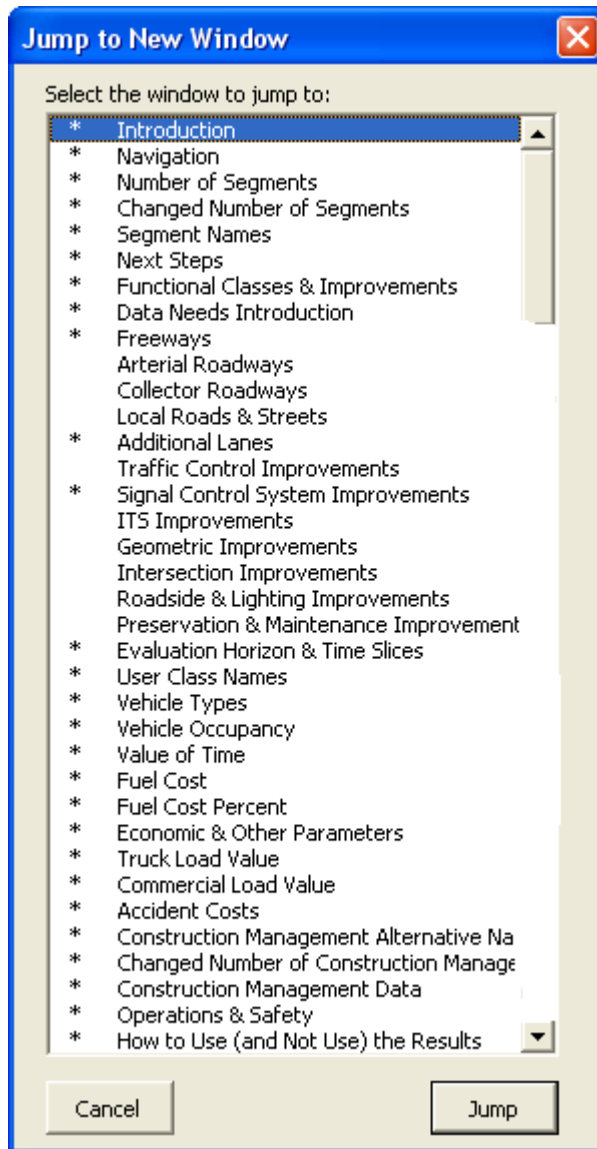 Jump to New Window
Select the window to jump to:
* Introduction
* Navigation
* Number of Segments
* Changed Number of Segments
* Segment Names
* Next Steps
* Functional Classes & Improvements
* Data Needs Introduction
* Freeways
Arterial Roadways
Collector Roadways
Local Roads & Streets
* Additional Lanes
Traffic Control Improvements
* Signal Control System Improvements
ITS Improvements
Geometric Improvements
Intersection Improvements
Roadside & Lighting Improvements
Preservation & Maintenance Improvement
* Evaluation Horizon & Time Slices
* User Class Names
* Vehicle Types
* Vehicle Occupancy
* Value of Time
* Fuel Cost
* Fuel Cost Percent
* Economic & Other Parameters
* Truck Load Value
* Commercial Load Value
* Accident Costs
* Construction Management Alternative Na
* Changed Number of Construction Manage
* Construction Management Data
* Operations & Safety
* How to Use (and Not Use) the Results
Cancel Jump